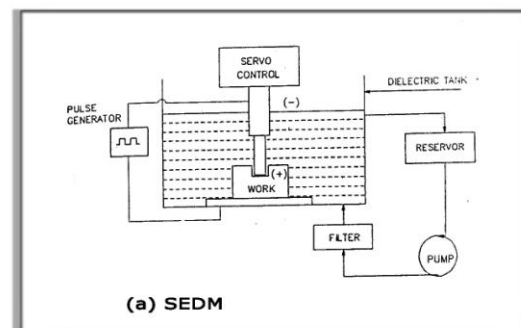 SERVO
CONTROL
(-)
DIELECTRIC TANK
PULSE
GENERATOR
RESERVOR
(+)
WORK
FILTER
PUMP
(a) SEDM